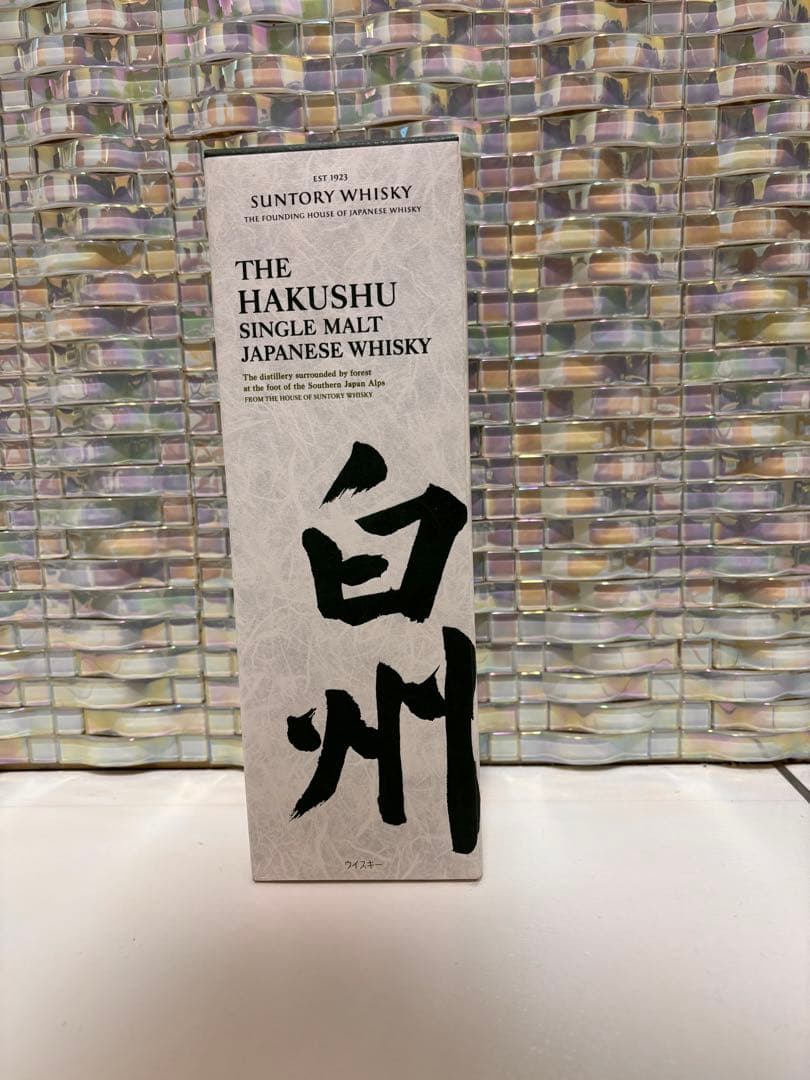 EST 1923
SUNTORY WHISKY
THE FOUNDING HOUSE OF JAPANESE WHISKY
THE
HAKUSHU
SINGLE MALT
JAPANESE WHISKY
The distillery surrounded by forest
at the foot of the Southern Japan Alps
FROM THE HOUSE OF SUNTORY WHISKY
白
州
ウイスキー